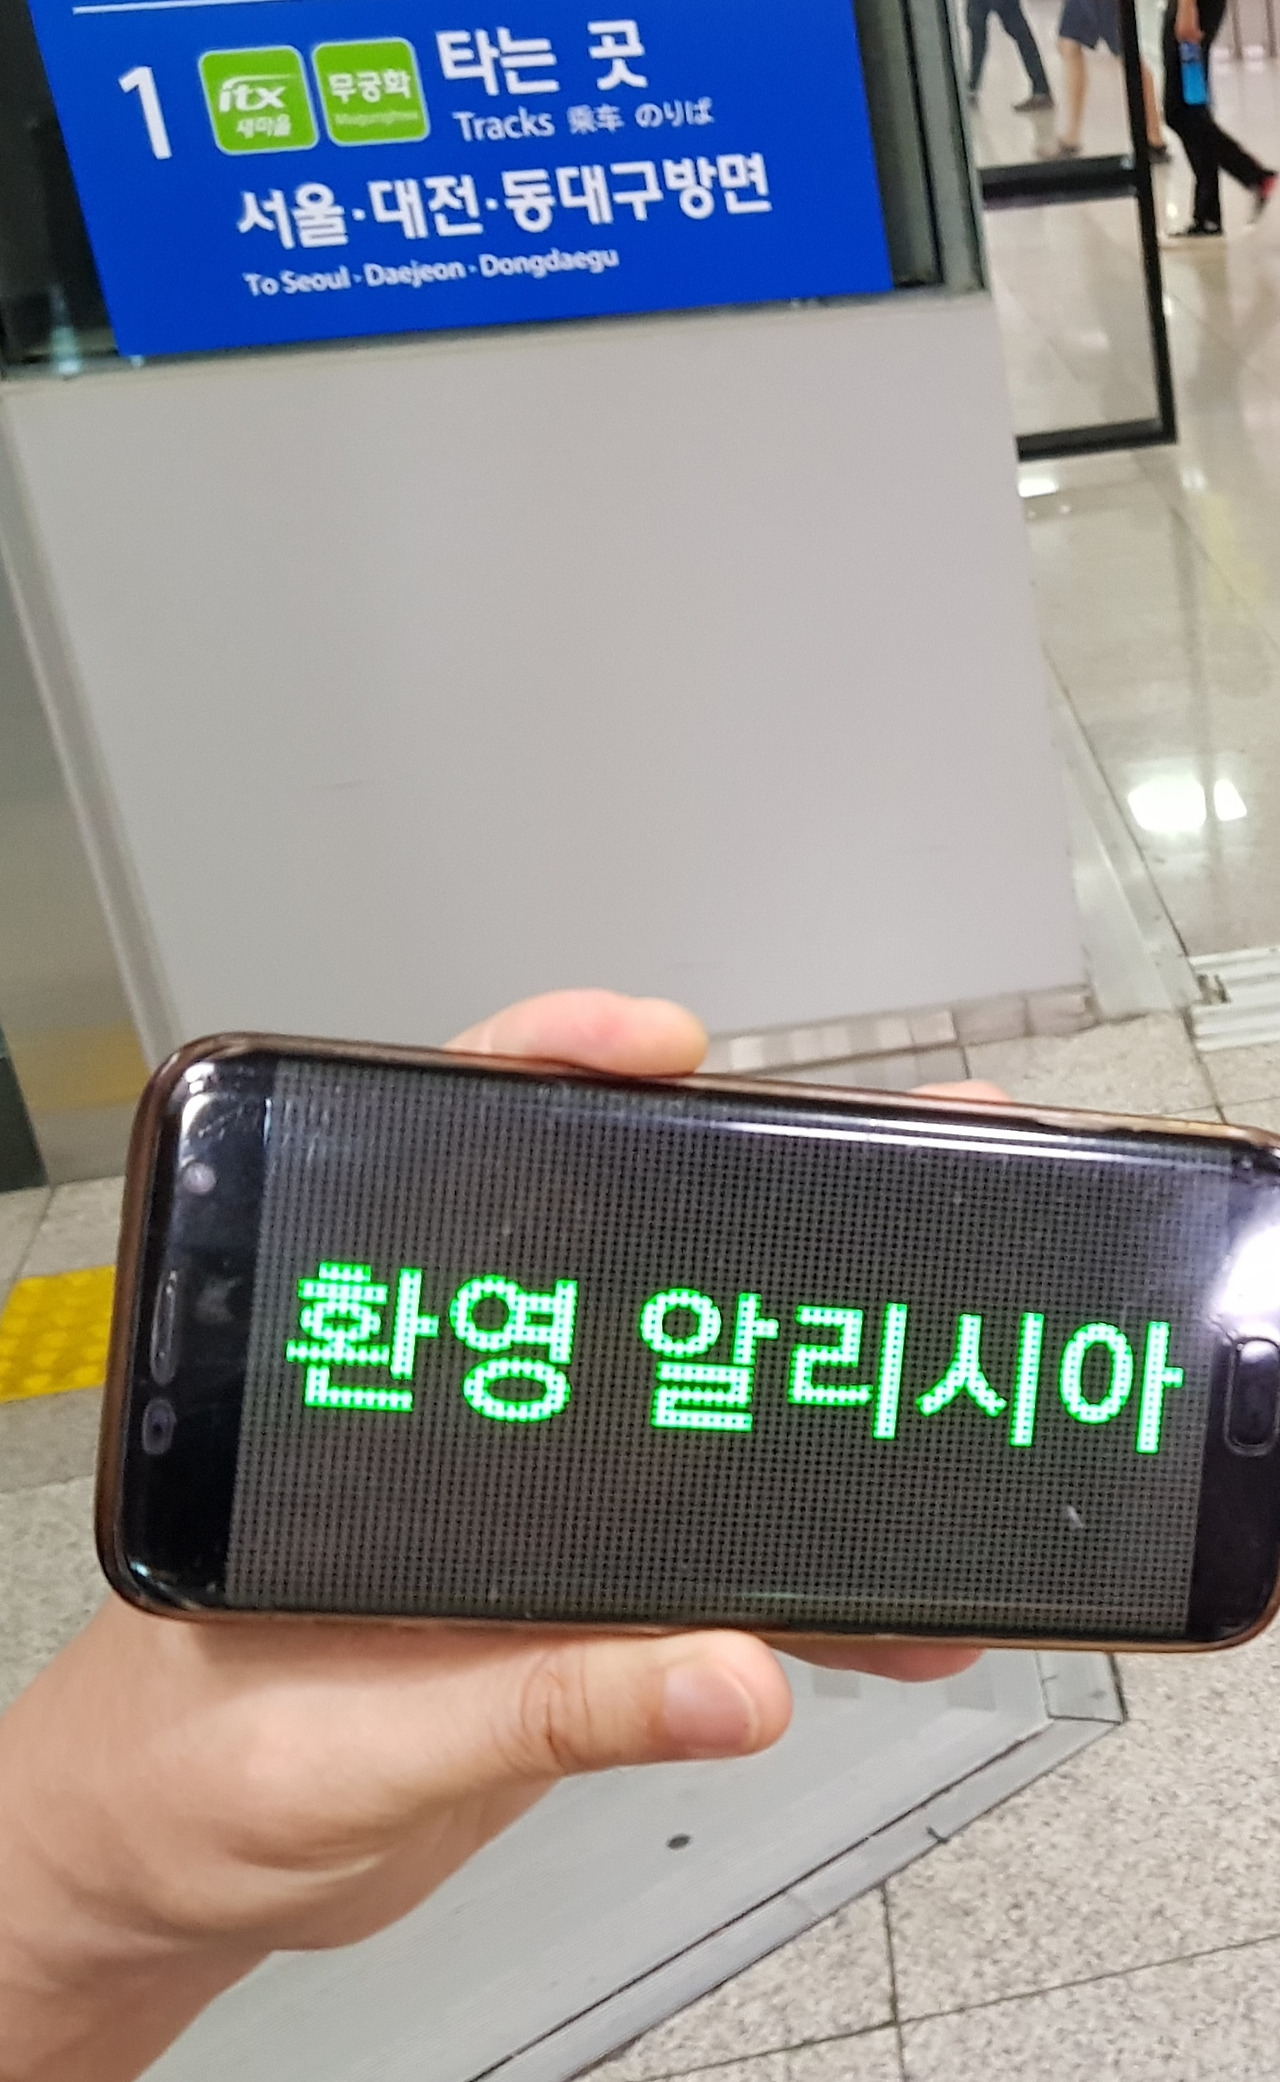 1 itx 새마을 무궁화 타는 곳
Tracks 乘车 のりば
서울·대전·동대구방면
To Seoul · Daejeon · Dongdaegu
환영 알리시아